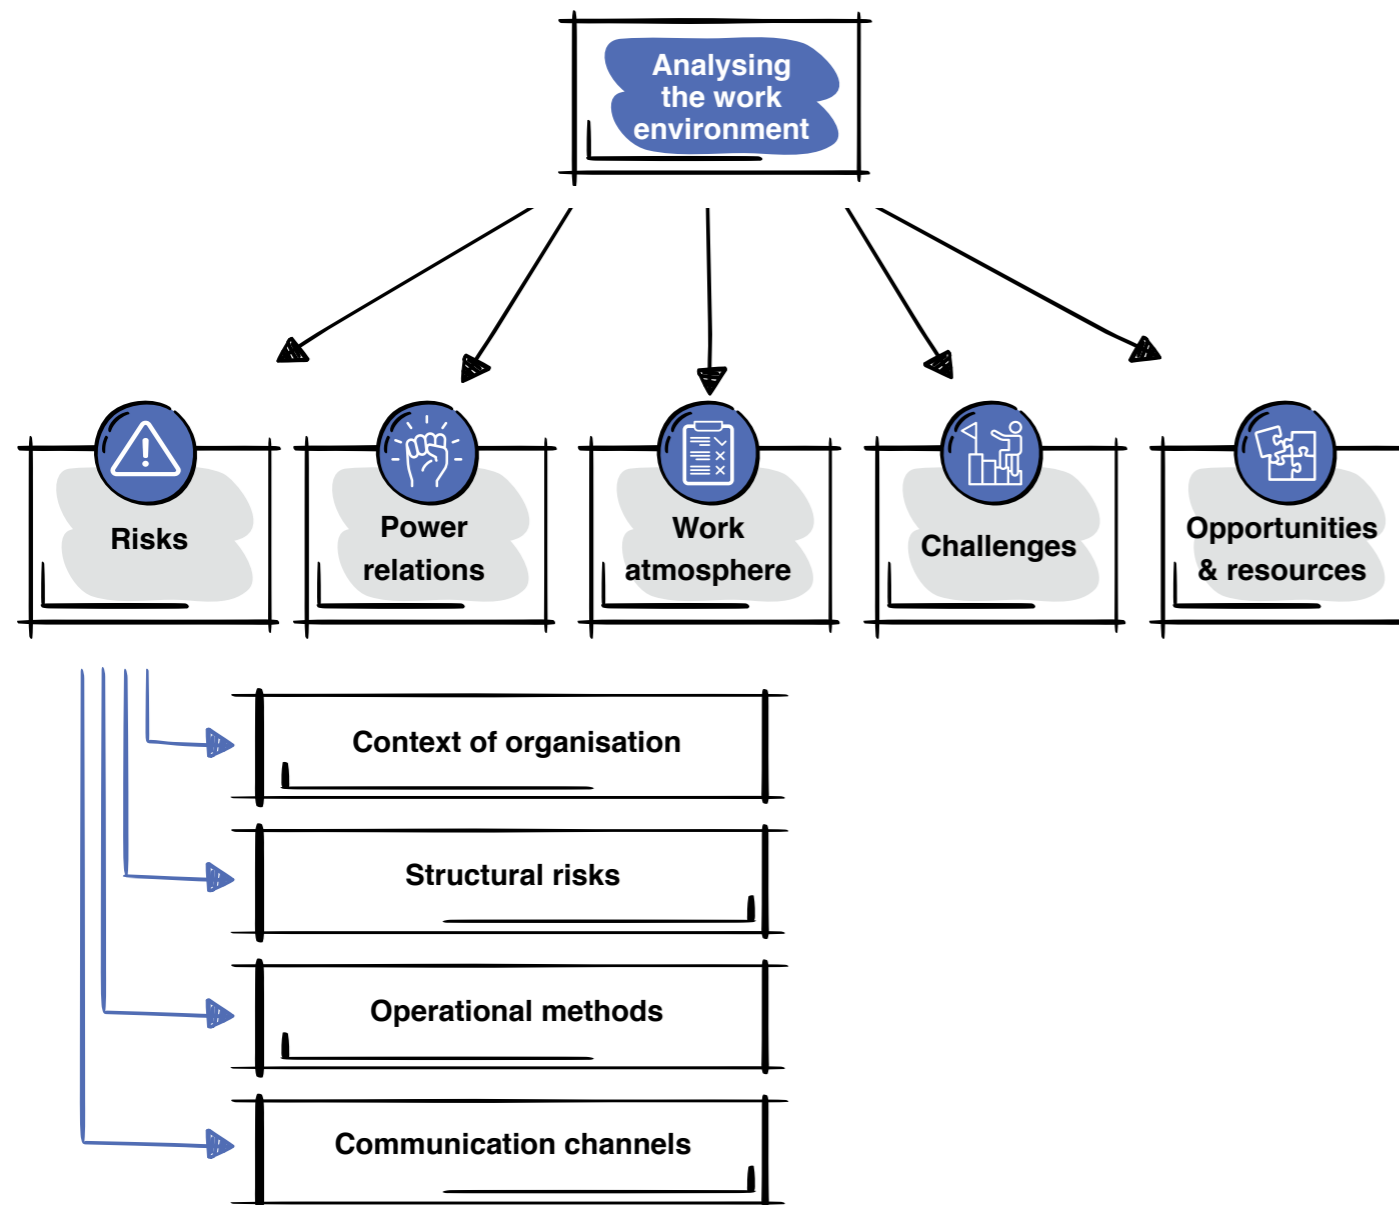 Analysing
the work
environment
Risks
Power
relations
Work
atmosphere
Challenges
Opportunities
& resources
Context of organisation
Structural risks
Operational methods
Communication channels